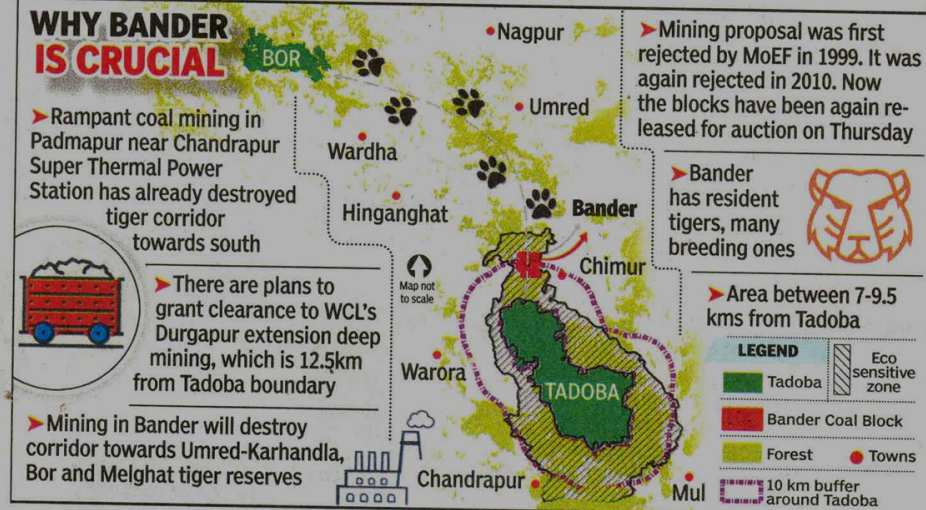 WHY BANDER
IS CRUCIAL
➤Rampant coal mining in
Padmapur near Chandrapur
Super Thermal Power
Station has already destroyed
tiger corridor
towards south
➤There are plans to
grant clearance to WCL's
Durgapur extension deep
mining, which is 12.5km
from Tadoba boundary
➤Mining in Bander will destroy
corridor towards Umred-Karhandla,
Bor and Melghat tiger reserves
BOR
Nagpur
Umred
Wardha
Hinganghat
Bander
Chimur
Map not
to scale
Warora
TADOBA
Chandrapur
Mul
➤Mining proposal was first
rejected by MoEF in 1999. It was
again rejected in 2010. Now
the blocks have been again re-
leased for auction on Thursday
➤Bander
has resident
tigers, many
breeding ones
➤Area between 7-9.5
kms from Tadoba
LEGEND
Tadoba
Eco
sensitive
zone
Bander Coal Block
Forest
Towns
10 km buffer
around Tadoba